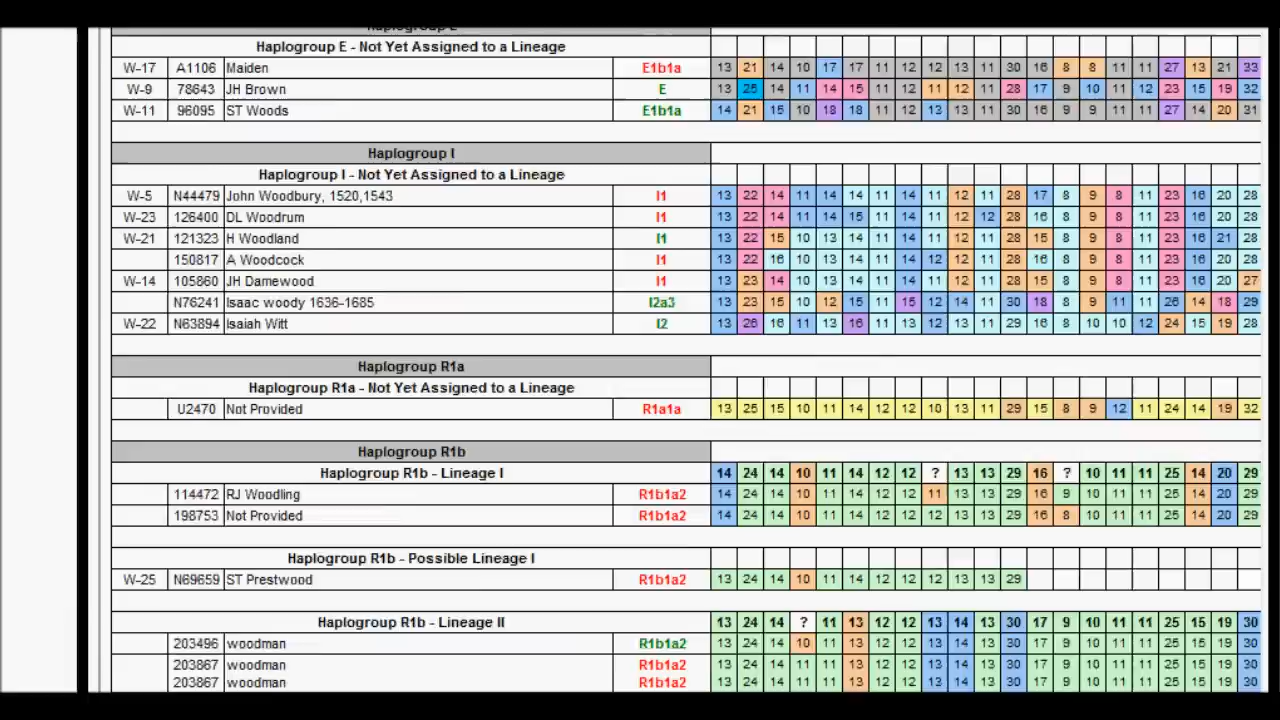 Haplogroup E
Haplogroup E - Not Yet Assigned to a Lineage
W-17 A1106 Maiden E1b1a 13 21 14 10 17 17 11 12 12 13 11 30 16 8 8 11 11 27 13 21 33
W-9 78643 JH Brown E 13 25 14 11 14 15 11 12 11 12 11 28 17 9 10 11 12 23 15 19 32
W-11 96095 ST Woods E1b1a 14 21 15 10 18 18 11 12 13 13 11 30 16 9 9 11 11 27 14 20 31
Haplogroup I
Haplogroup I - Not Yet Assigned to a Lineage
W-5 N44479 John Woodbury, 1520,1543 I1 13 22 14 11 14 14 11 14 11 12 11 28 17 8 9 8 11 23 16 20 28
W-23 126400 DL Woodrum I1 13 22 14 11 14 15 11 14 11 12 12 28 16 8 9 8 11 23 16 20 28
W-21 121323 H Woodland I1 13 22 15 10 13 14 11 14 11 12 11 28 15 8 9 8 11 23 16 21 28
150817 A Woodcock I1 13 22 16 10 13 14 11 14 12 12 11 28 16 8 9 8 11 23 16 20 28
W-14 105860 JH Damewood I1 13 23 14 10 14 14 11 14 11 12 11 28 15 8 9 8 11 23 16 20 27
N76241 Isaac woody 1636-1685 I2a3 13 23 15 10 12 15 11 15 12 14 11 30 18 8 9 11 11 26 14 18 29
W-22 N63894 Isaiah Witt I2 13 26 16 11 13 16 11 13 12 13 11 29 16 8 10 10 12 24 15 19 28
Haplogroup R1a
Haplogroup R1a - Not Yet Assigned to a Lineage
U2470 Not Provided R1a1a 13 25 15 10 11 14 12 12 10 13 11 29 15 8 9 12 11 24 14 19 32
Haplogroup R1b
Haplogroup R1b - Lineage I 14 24 14 10 11 14 12 12 ? 13 13 29 16 ? 10 11 11 25 14 20 29
114472 RJ Woodling R1b1a2 14 24 14 10 11 14 12 12 11 13 13 29 16 9 10 11 11 25 14 20 29
198753 Not Provided R1b1a2 14 24 14 10 11 14 12 12 12 13 13 29 16 8 10 11 11 25 14 20 29
Haplogroup R1b - Possible Lineage I
W-25 N69659 ST Prestwood R1b1a2 13 24 14 10 11 14 12 12 12 13 13 29
Haplogroup R1b - Lineage II 13 24 14 ? 11 13 12 12 13 14 13 30 17 9 10 11 11 25 15 19 30
203496 woodman R1b1a2 13 24 14 10 11 13 12 12 13 14 13 30 17 9 10 11 11 25 15 19 30
203867 woodman R1b1a2 13 24 14 11 11 13 12 12 13 14 13 30 17 9 10 11 11 25 15 19 30
203867 woodman R1b1a2 13 24 14 11 11 13 12 12 13 14 13 30 17 9 10 11 11 25 15 19 30